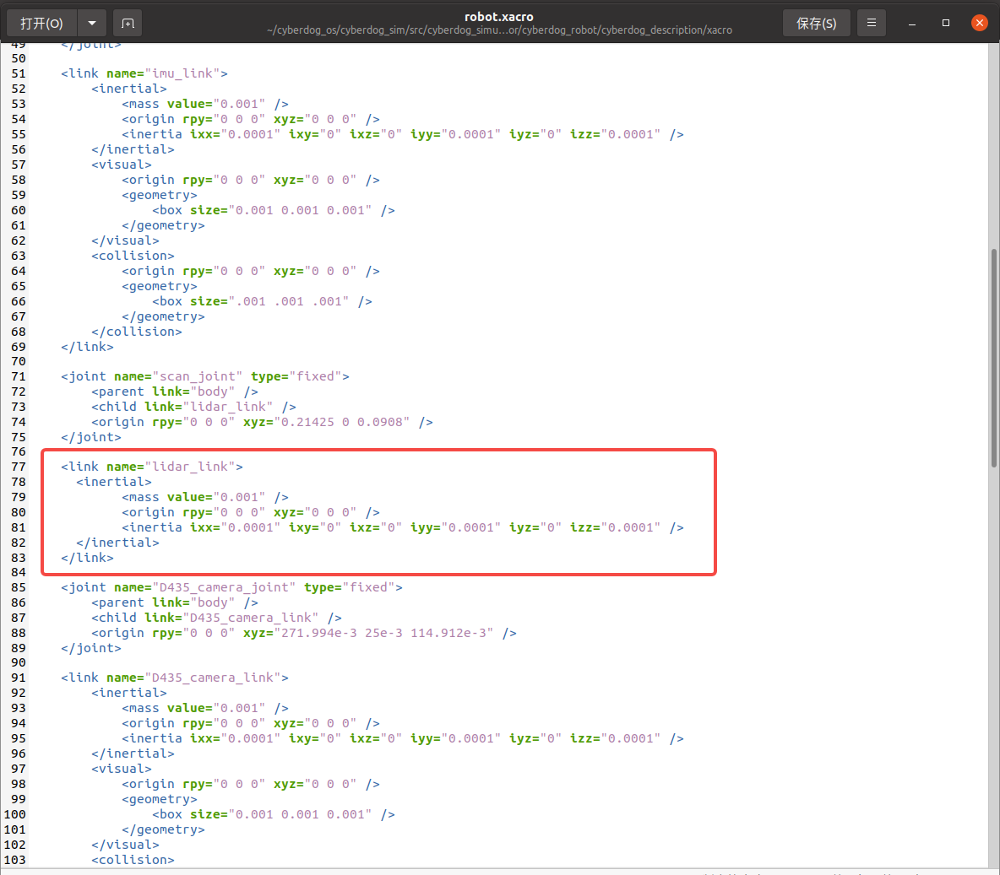 打开(O)
robot.xacro
~/cyberdog_os/cyberdog_sim/src/cyberdog_simu...or/cyberdog_robot/cyberdog_description/xacro
保存(S)
49 </joint>
50
51 <link name="imu_link">
52 <inertial>
53 <mass value="0.001" />
54 <origin rpy="0 0 0" xyz="0 0 0" />
55 <inertia ixx="0.0001" ixy="0" ixz="0" iyy="0.0001" iyz="0" izz="0.0001" />
56 </inertial>
57 <visual>
58 <origin rpy="0 0 0" xyz="0 0 0" />
59 <geometry>
60 <box size="0.001 0.001 0.001" />
61 </geometry>
62 </visual>
63 <collision>
64 <origin rpy="0 0 0" xyz="0 0 0" />
65 <geometry>
66 <box size=".001 .001 .001" />
67 </geometry>
68 </collision>
69 </link>
70
71 <joint name="scan_joint" type="fixed">
72 <parent link="body" />
73 <child link="lidar_link" />
74 <origin rpy="0 0 0" xyz="0.21425 0 0.0908" />
75 </joint>
76
77 <link name="lidar_link">
78 <inertial>
79 <mass value="0.001" />
80 <origin rpy="0 0 0" xyz="0 0 0" />
81 <inertia ixx="0.0001" ixy="0" ixz="0" iyy="0.0001" iyz="0" izz="0.0001" />
82 </inertial>
83 </link>
84
85 <joint name="D435_camera_joint" type="fixed">
86 <parent link="body" />
87 <child link="D435_camera_link" />
88 <origin rpy="0 0 0" xyz="271.994e-3 25e-3 114.912e-3" />
89 </joint>
90
91 <link name="D435_camera_link">
92 <inertial>
93 <mass value="0.001" />
94 <origin rpy="0 0 0" xyz="0 0 0" />
95 <inertia ixx="0.0001" ixy="0" ixz="0" iyy="0.0001" iyz="0" izz="0.0001" />
96 </inertial>
97 <visual>
98 <origin rpy="0 0 0" xyz="0 0 0" />
99 <geometry>
100 <box size="0.001 0.001 0.001" />
101 </geometry>
102 </visual>
103 <collision>